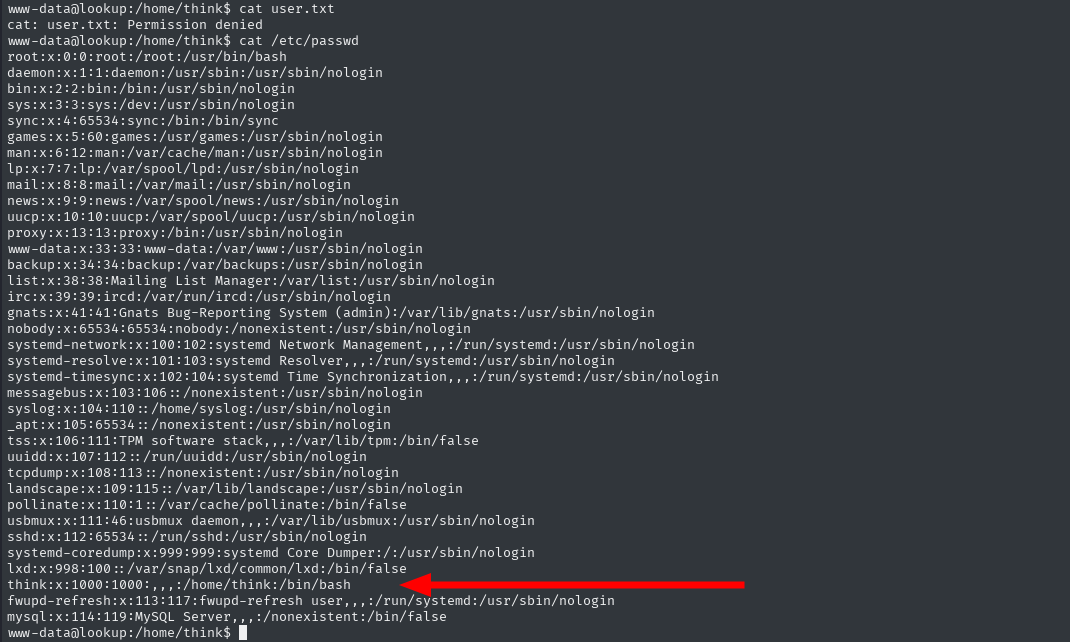 www-data@lookup:/home/think$ cat user.txt
cat: user.txt: Permission denied
www-data@lookup:/home/think$ cat /etc/passwd
root:x:0:0:root:/root:/usr/bin/bash
daemon:x:1:1:daemon:/usr/sbin:/usr/sbin/nologin
bin:x:2:2:bin:/bin:/usr/sbin/nologin
sys:x:3:3:sys:/dev:/usr/sbin/nologin
sync:x:4:65534:sync:/bin:/bin/sync
games:x:5:60:games:/usr/games:/usr/sbin/nologin
man:x:6:12:man:/var/cache/man:/usr/sbin/nologin
lp:x:7:7:lp:/var/spool/lpd:/usr/sbin/nologin
mail:x:8:8:mail:/var/mail:/usr/sbin/nologin
news:x:9:9:news:/var/spool/news:/usr/sbin/nologin
uucp:x:10:10:uucp:/var/spool/uucp:/usr/sbin/nologin
proxy:x:13:13:proxy:/bin:/usr/sbin/nologin
www-data:x:33:33:www-data:/var/www:/usr/sbin/nologin
backup:x:34:34:backup:/var/backups:/usr/sbin/nologin
list:x:38:38:Mailing List Manager:/var/list:/usr/sbin/nologin
irc:x:39:39:ircd:/var/run/ircd:/usr/sbin/nologin
gnats:x:41:41:Gnats Bug-Reporting System (admin):/var/lib/gnats:/usr/sbin/nologin
nobody:x:65534:65534:nobody:/nonexistent:/usr/sbin/nologin
systemd-network:x:100:102:systemd Network Management,,,:/run/systemd:/usr/sbin/nologin
systemd-resolve:x:101:103:systemd Resolver,,,:/run/systemd:/usr/sbin/nologin
systemd-timesync:x:102:104:systemd Time Synchronization,,,:/run/systemd:/usr/sbin/nologin
messagebus:x:103:106::/nonexistent:/usr/sbin/nologin
syslog:x:104:110::/home/syslog:/usr/sbin/nologin
_apt:x:105:65534::/nonexistent:/usr/sbin/nologin
tss:x:106:111:TPM software stack,,,:/var/lib/tpm:/bin/false
uuidd:x:107:112::/run/uuidd:/usr/sbin/nologin
tcpdump:x:108:113::/nonexistent:/usr/sbin/nologin
landscape:x:109:115::/var/lib/landscape:/usr/sbin/nologin
pollinate:x:110:1::/var/cache/pollinate:/bin/false
usbmux:x:111:46:usbmux daemon,,,:/var/lib/usbmux:/usr/sbin/nologin
sshd:x:112:65534::/run/sshd:/usr/sbin/nologin
systemd-coredump:x:999:999:systemd Core Dumper:/:/usr/sbin/nologin
lxd:x:998:100::/var/snap/lxd/common/lxd:/bin/false
think:x:1000:1000:,,,:/home/think:/bin/bash
fwupd-refresh:x:113:117:fwupd-refresh user,,,:/run/systemd:/usr/sbin/nologin
mysql:x:114:119:MySQL Server,,,:/nonexistent:/bin/false
www-data@lookup:/home/think$